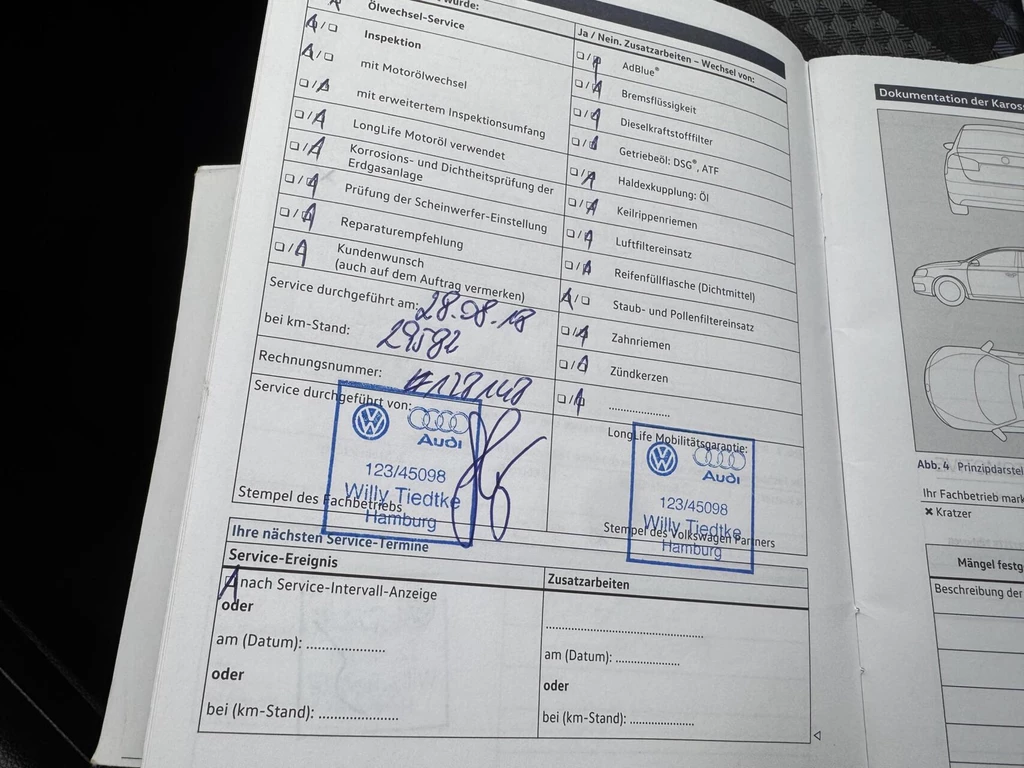 wurde:
Ölwechsel-Service
Inspektion
mit Motorölwechsel
mit erweitertem Inspektionsumfang
LongLife Motoröl verwendet
Korrosions- und Dichtheitsprüfung der
Erdgasanlage
Prüfung der Scheinwerfer-Einstellung
Reparaturempfehlung
Kundenwunsch
(auch auf dem Auftrag vermerken)
Service durchgeführt am: 28.08.18
bei km-Stand: 29582
Rechnungsnummer:
Service durchgeführt von:
Audi
123/45098
Willy Tiedtke
Hamburg
Stempel des Fachbetriebs
Ja / Nein. Zusatzarbeiten – Wechsel von:
AdBlue®
Bremsflüssigkeit
Dieselkraftstofffilter
Getriebeöl: DSG®, ATF
Haldexkupplung: Öl
Keilrippenriemen
Luftfiltereinsatz
Reifenfüllflasche (Dichtmittel)
Staub- und Pollenfiltereinsatz
Zahnriemen
Zündkerzen
....................
LongLife Mobilitätsgarantie:
Audi
123/45098
Willy Tiedtke
Hamburg
Stempel des Volkswagen Partners
Ihre nächsten Service-Termine
Service-Ereignis
nach Service-Intervall-Anzeige
oder
am (Datum): ....................
oder
bei (km-Stand): ....................
Zusatzarbeiten
........................................
am (Datum): ................
oder
bei (km-Stand): ................
Dokumentation der Kaross
Abb. 4 Prinzipdarstel
Ihr Fachbetrieb mark
× Kratzer
Mängel festg
Beschreibung der